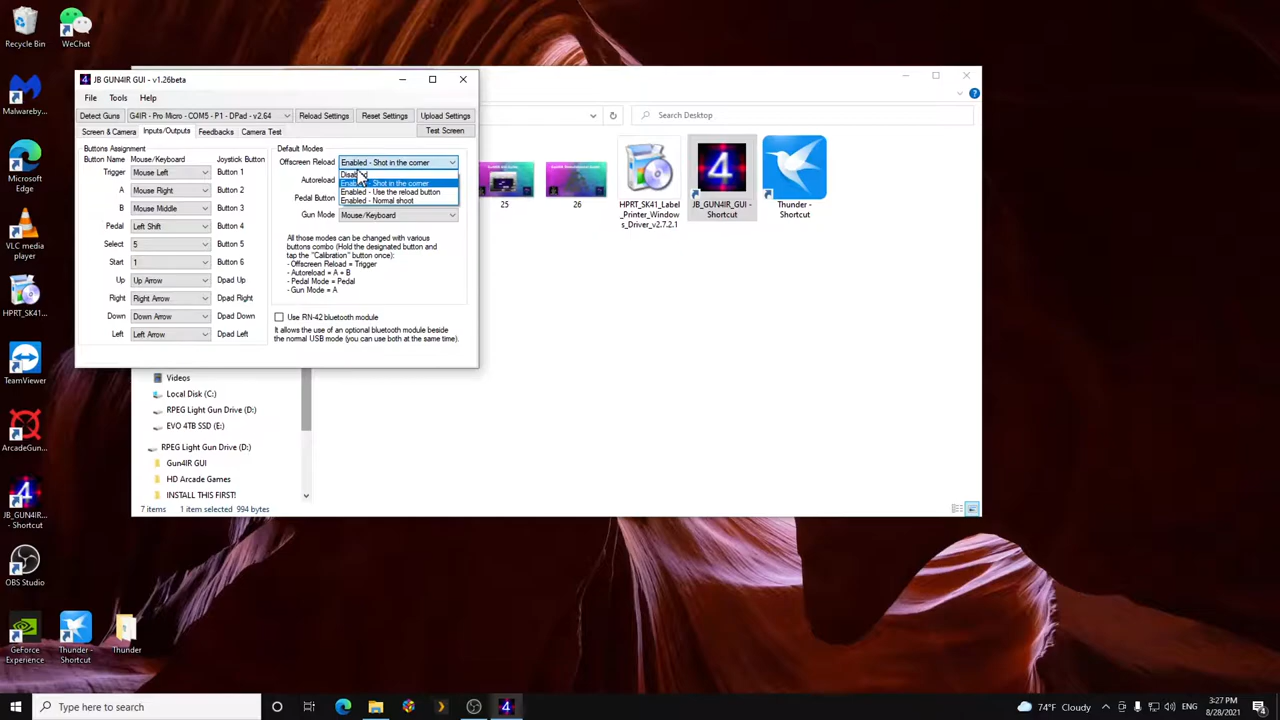 Recycle Bin
WeChat
Malwareby...
Microsoft
Edge
VLC media
player
HPRT_SK41...
TeamViewer
ArcadeGun...
JB_GUN4IR...
- Shortcut
OBS Studio
GeForce
Experience
Thunder -
Shortcut
Thunder
JB GUN4IR GUI - v1.26beta
File
Tools
Help
Detect Guns
G4IR - Pro Micro - COM5 - P1 - DPad - v2.64
Reload Settings
Reset Settings
Upload Settings
Screen & Camera
Inputs/Outputs
Feedbacks
Camera Test
Test Screen
Buttons Assignment
Button Name
Mouse/Keyboard
Joystick Button
Trigger
Mouse Left
Button 1
A
Mouse Right
Button 2
B
Mouse Middle
Button 3
Pedal
Left Shift
Button 4
Select
5
Button 5
Start
1
Button 6
Up
Up Arrow
Dpad Up
Right
Right Arrow
Dpad Right
Down
Down Arrow
Dpad Down
Left
Left Arrow
Dpad Left
Default Modes
Offscreen Reload
Enabled - Shot in the corner
Enabled - Shot in the corner
Enabled - Use the reload button
Enabled - Normal shoot
Autoreload
Pedal Button
Gun Mode
Mouse/Keyboard
All those modes can be changed with various
buttons combo (Hold the designated button and
tap the "Calibration" button once):
- Offscreen Reload = Trigger
- Autoreload = A + B
- Pedal Mode = Pedal
- Gun Mode = A
Use RN-42 bluetooth module
It allows the use of an optional bluetooth module beside
the normal USB mode (you can use both at the same time).
Search Desktop
25
26
HPRT_SK41_Label
_Printer_Window
s_Driver_v2.7.2.1
JB_GUN4IR_GUI -
Shortcut
Thunder -
Shortcut
Videos
Local Disk (C:)
RPEG Light Gun Drive (D:)
EVO 4TB SSD (E:)
RPEG Light Gun Drive (D:)
Gun4IR GUI
HD Arcade Games
INSTALL THIS FIRST!
7 items
1 item selected
994 bytes
Type here to search
74°F Cloudy
ENG
3:27 PM
8/28/2021
4